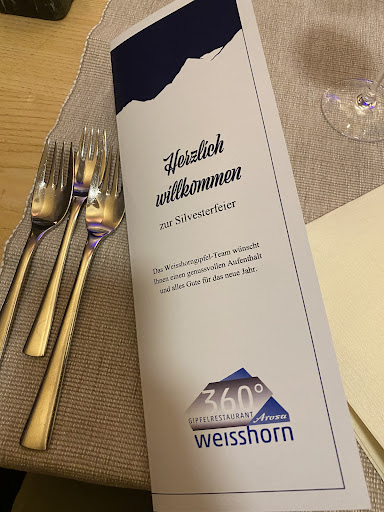 Herzlich
willkommen
zur Silvesterfeier
Das Weisshorngipfel-Team wünscht
Ihnen einen genussvollen Aufenthalt
und alles Gute für das neue Jahr.
360°
GIPFELRESTAURANT Arosa
weisshorn